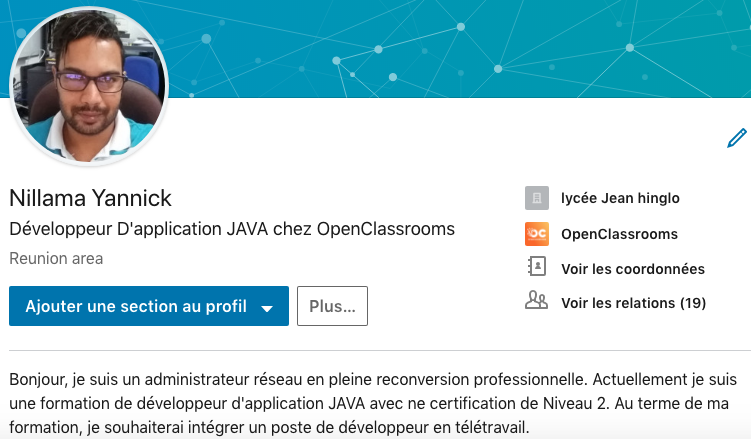 Nillama Yannick
Développeur D'application JAVA chez OpenClassrooms
Reunion area
Ajouter une section au profil
Plus...
lycée Jean hinglo
OC
OpenClassrooms
Voir les coordonnées
Voir les relations (19)
Bonjour, je suis un administrateur réseau en pleine reconversion professionnelle. Actuellement je suis
une formation de développeur d'application JAVA avec ne certification de Niveau 2. Au terme de ma
formation, je souhaiterai intégrer un poste de développeur en télétravail.